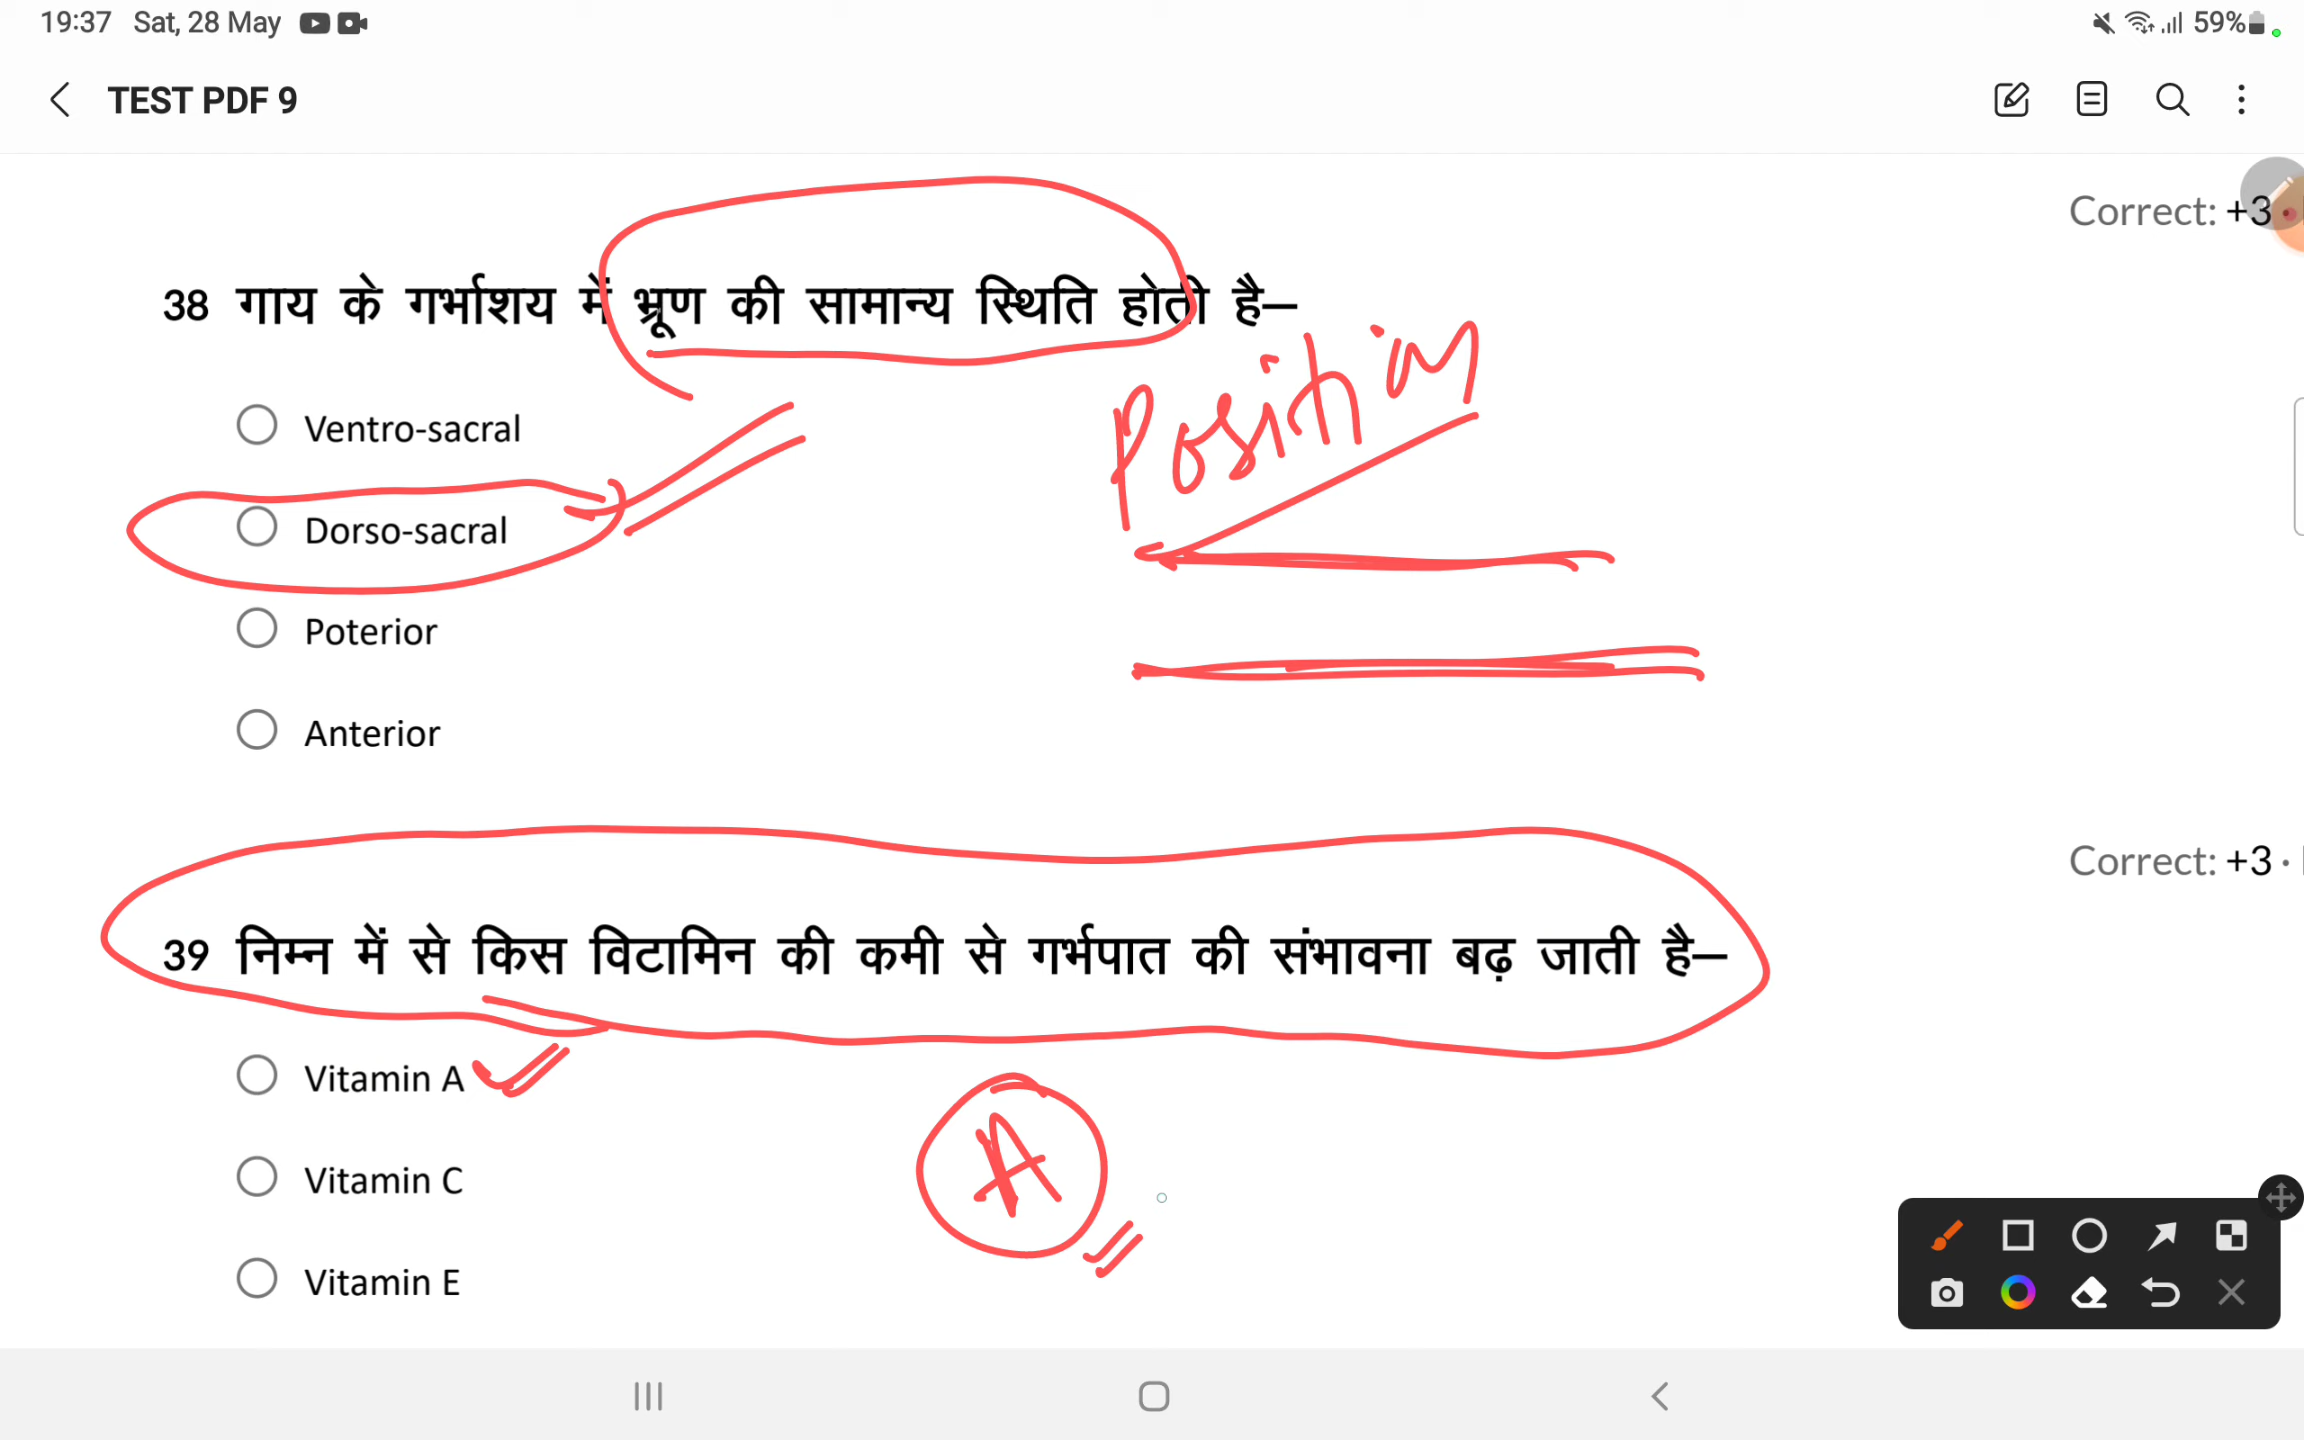 19:37 Sat, 28 May
59%
TEST PDF 9
Correct: +3 ·
38 गाय के गर्भाशय में भ्रूण की सामान्य स्थिति होती है–
Position
Ventro-sacral
Dorso-sacral
Poterior
Anterior
Correct: +3 ·
39 निम्न में से किस विटामिन की कमी से गर्भपात की संभावना बढ़ जाती है–
Vitamin A
A
Vitamin C
Vitamin E